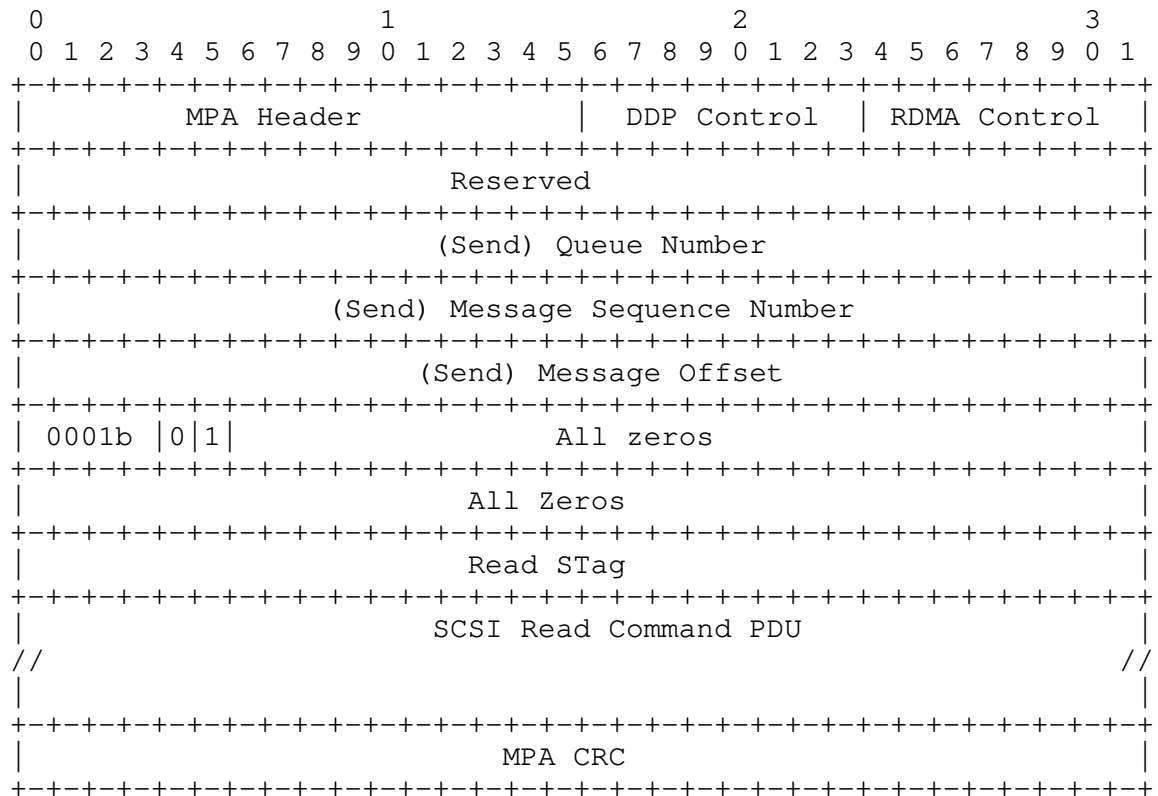 0                   1                   2                   3
0 1 2 3 4 5 6 7 8 9 0 1 2 3 4 5 6 7 8 9 0 1 2 3 4 5 6 7 8 9 0 1
+-+-+-+-+-+-+-+-+-+-+-+-+-+-+-+-+-+-+-+-+-+-+-+-+-+-+-+-+-+-+-+-+
|         MPA Header            |  DDP Control  | RDMA Control  |
+-+-+-+-+-+-+-+-+-+-+-+-+-+-+-+-+-+-+-+-+-+-+-+-+-+-+-+-+-+-+-+-+
|                        Reserved                               |
+-+-+-+-+-+-+-+-+-+-+-+-+-+-+-+-+-+-+-+-+-+-+-+-+-+-+-+-+-+-+-+-+
|                       (Send) Queue Number                     |
+-+-+-+-+-+-+-+-+-+-+-+-+-+-+-+-+-+-+-+-+-+-+-+-+-+-+-+-+-+-+-+-+
|                 (Send) Message Sequence Number                |
+-+-+-+-+-+-+-+-+-+-+-+-+-+-+-+-+-+-+-+-+-+-+-+-+-+-+-+-+-+-+-+-+
|                      (Send) Message Offset                    |
+-+-+-+-+-+-+-+-+-+-+-+-+-+-+-+-+-+-+-+-+-+-+-+-+-+-+-+-+-+-+-+-+
| 0001b |0|1|                  All zeros                        |
+-+-+-+-+-+-+-+-+-+-+-+-+-+-+-+-+-+-+-+-+-+-+-+-+-+-+-+-+-+-+-+-+
|                         All Zeros                             |
+-+-+-+-+-+-+-+-+-+-+-+-+-+-+-+-+-+-+-+-+-+-+-+-+-+-+-+-+-+-+-+-+
|                         Read STag                             |
+-+-+-+-+-+-+-+-+-+-+-+-+-+-+-+-+-+-+-+-+-+-+-+-+-+-+-+-+-+-+-+-+
|                       SCSI Read Command PDU                   |
//                                                             //
|                                                               |
+-+-+-+-+-+-+-+-+-+-+-+-+-+-+-+-+-+-+-+-+-+-+-+-+-+-+-+-+-+-+-+-+
|                           MPA CRC                             |
+-+-+-+-+-+-+-+-+-+-+-+-+-+-+-+-+-+-+-+-+-+-+-+-+-+-+-+-+-+-+-+-+